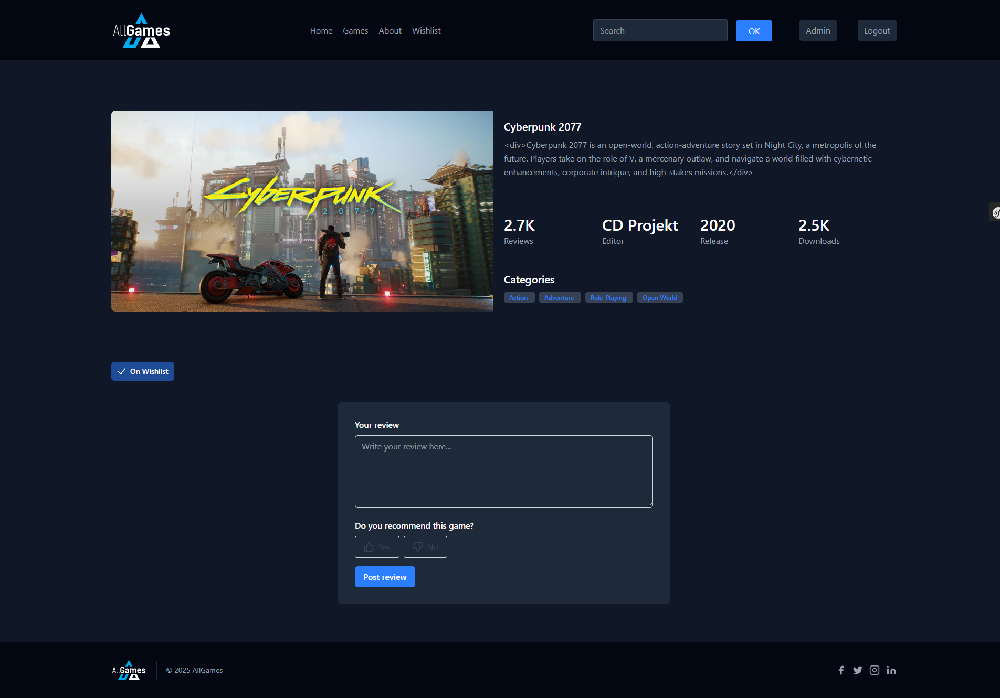 AllGames
Home Games About Wishlist
Search
OK
Admin
Logout
softsys
CYBERPUNK
2077
Cyberpunk 2077
<div>Cyberpunk 2077 is an open-world, action-adventure story set in Night City, a metropolis of the
future. Players take on the role of V, a mercenary outlaw, and navigate a world filled with cybernetic
enhancements, corporate intrigue, and high-stakes missions.</div>
2.7K
Reviews
CD Projekt
Editor
2020
Release
2.5K
Downloads
Categories
Action Adventure Role-Playing Open World
sf
On Wishlist
Your review
Write your review here...
Do you recommend this game?
Yes No
Post review
AllGames
© 2025 AllGames